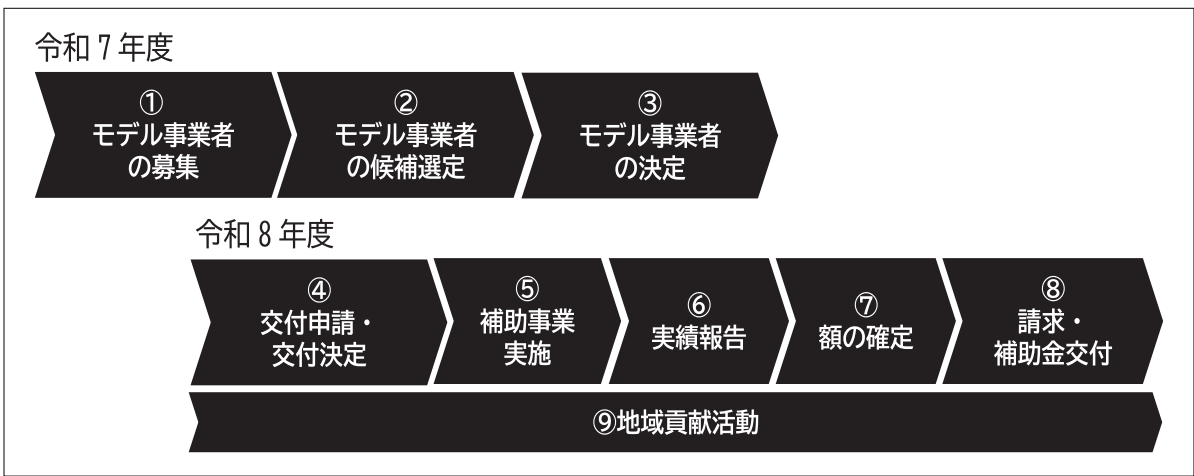 令和7年度
①
モデル事業者
の募集
②
モデル事業者
の候補選定
③
モデル事業者
の決定
令和8年度
④
交付申請・
交付決定
⑤
補助事業
実施
⑥
実績報告
⑦
額の確定
⑧
請求・
補助金交付
⑨地域貢献活動